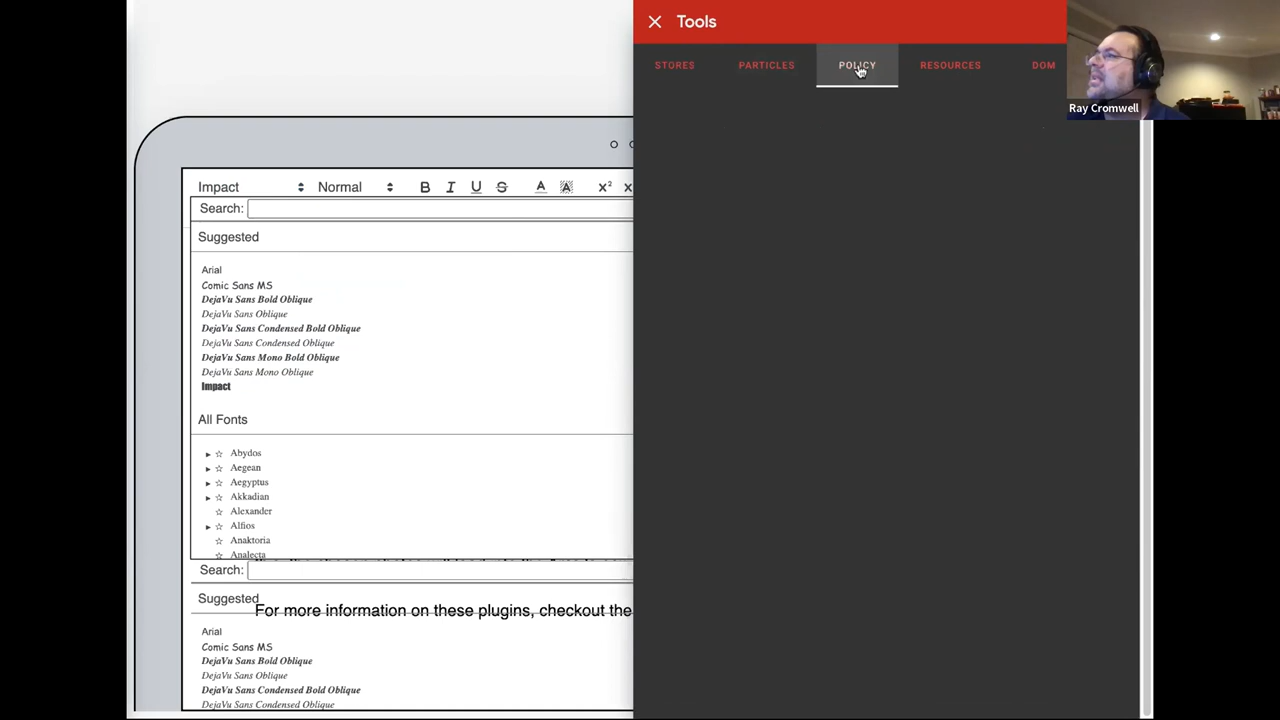 Tools
STORES PARTICLES POLICY RESOURCES DOM
Ray Cromwell
Impact Normal B I U S A A x²
Search:
Suggested
Arial
Comic Sans MS
DejaVu Sans Bold Oblique
DejaVu Sans Oblique
DejaVu Sans Condensed Bold Oblique
DejaVu Sans Condensed Oblique
DejaVu Sans Mono Bold Oblique
DejaVu Sans Mono Oblique
Impact
All Fonts
Abydos
Aegean
Aegyptus
Akkadian
Alexander
Alfios
Anaktoria
Analecta
Search:
Suggested
For more information on these plugins, checkout the
Arial
Comic Sans MS
DejaVu Sans Bold Oblique
DejaVu Sans Oblique
DejaVu Sans Condensed Bold Oblique
DejaVu Sans Condensed Oblique